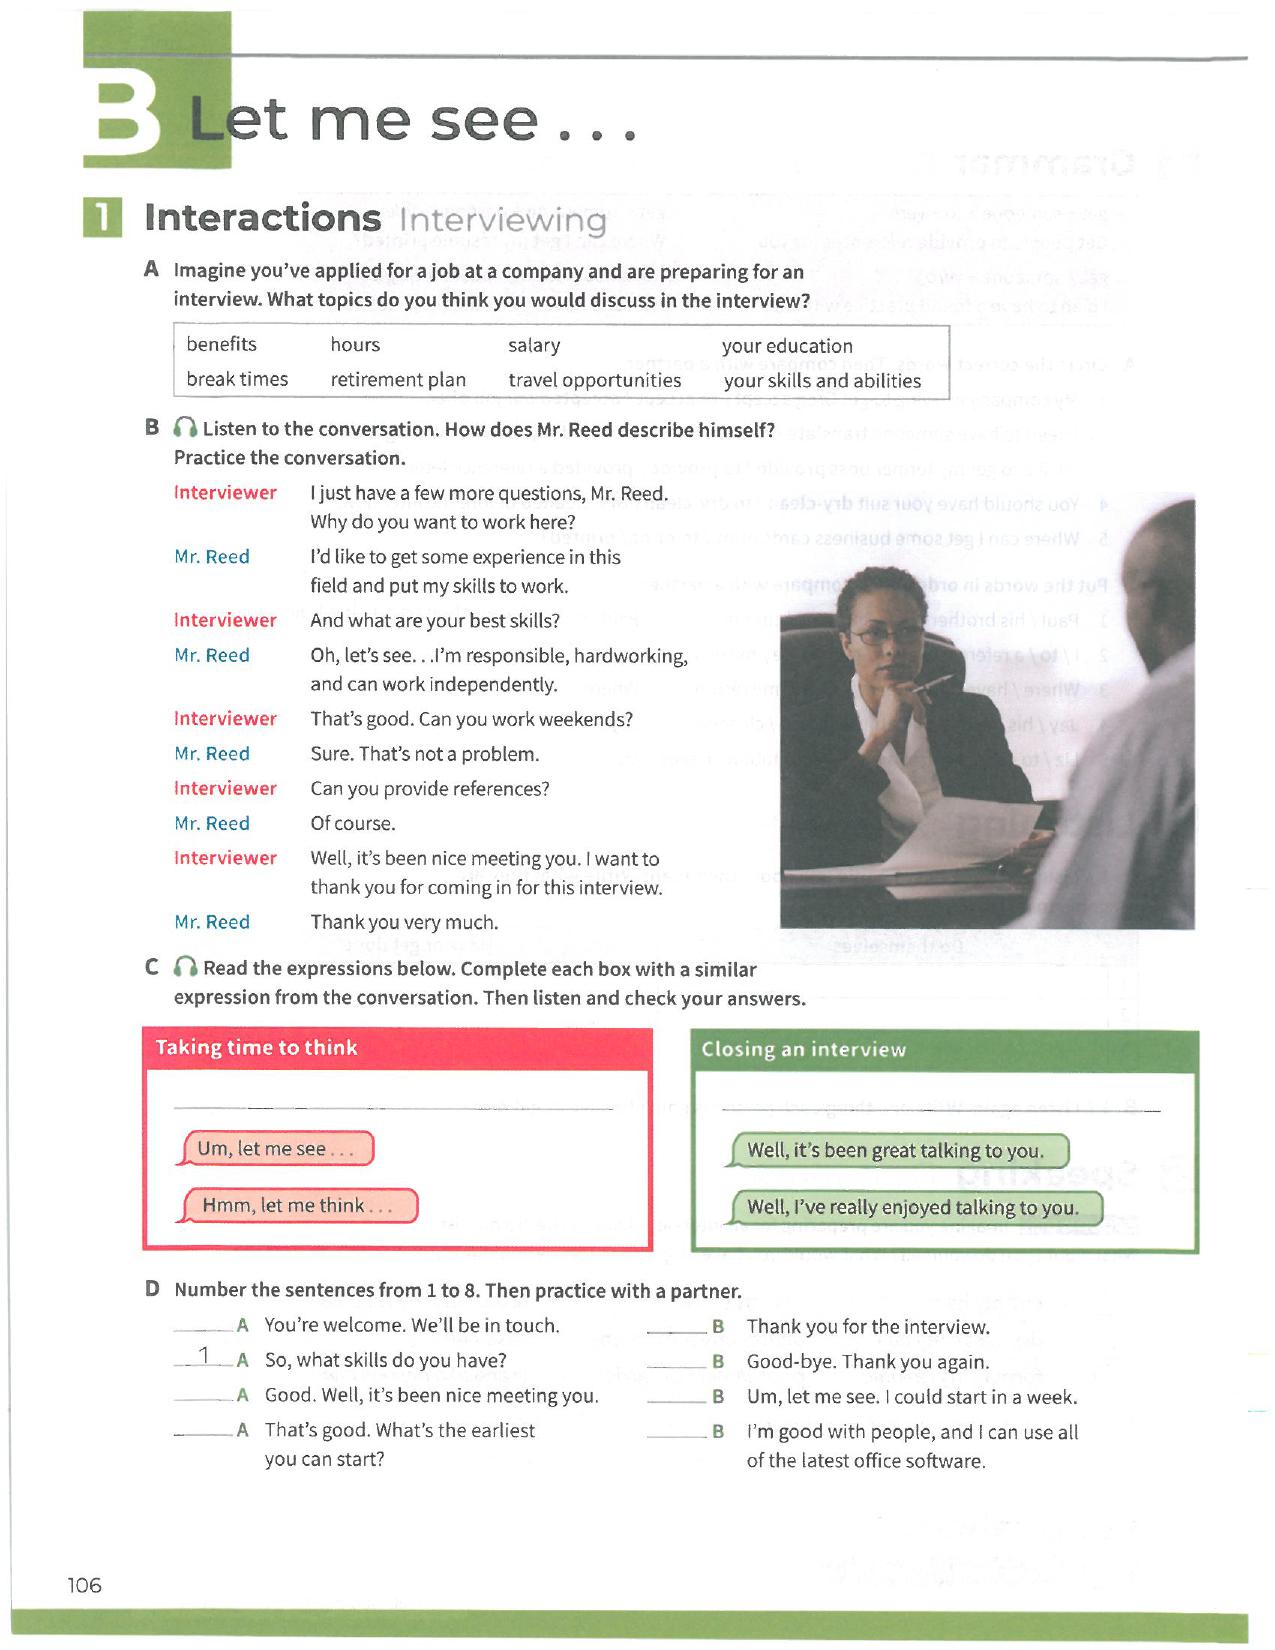 B Let me see . . .
1 Interactions Interviewing
A Imagine you've applied for a job at a company and are preparing for an
interview. What topics do you think you would discuss in the interview?
benefits hours salary your education
break times retirement plan travel opportunities your skills and abilities
B Listen to the conversation. How does Mr. Reed describe himself?
Practice the conversation.
Interviewer I just have a few more questions, Mr. Reed.
Why do you want to work here?
Mr. Reed I'd like to get some experience in this
field and put my skills to work.
Interviewer And what are your best skills?
Mr. Reed Oh, let's see. . .I'm responsible, hardworking,
and can work independently.
Interviewer That's good. Can you work weekends?
Mr. Reed Sure. That's not a problem.
Interviewer Can you provide references?
Mr. Reed Of course.
Interviewer Well, it's been nice meeting you. I want to
thank you for coming in for this interview.
Mr. Reed Thank you very much.
C Read the expressions below. Complete each box with a similar
expression from the conversation. Then listen and check your answers.
Taking time to think
Um, let me see . . .
Hmm, let me think . . .
Closing an interview
Well, it's been great talking to you.
Well, I've really enjoyed talking to you.
D Number the sentences from 1 to 8. Then practice with a partner.
A You're welcome. We'll be in touch.
1 A So, what skills do you have?
A Good. Well, it's been nice meeting you.
A That's good. What's the earliest
you can start?
B Thank you for the interview.
B Good-bye. Thank you again.
B Um, let me see. I could start in a week.
B I'm good with people, and I can use all
of the latest office software.
106